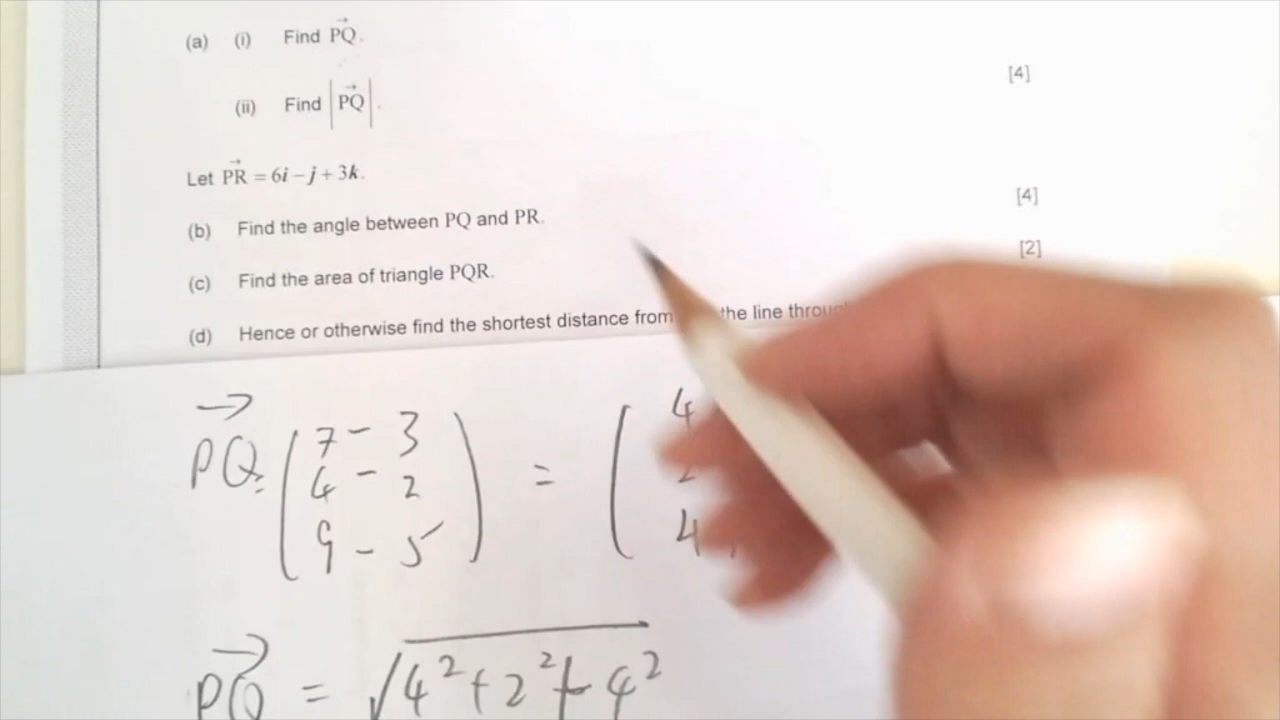 (a) (i) Find PQ⃗.
[4]
(ii) Find |PQ⃗|.
Let PR⃗ = 6i − j + 3k.
[4]
(b) Find the angle between PQ and PR.
[2]
(c) Find the area of triangle PQR.
(d) Hence or otherwise find the shortest distance from the line
PQ⃗ = (7 − 3 4 − 2 9 − 5) = (4 2 4
PQ⃗ = √4² + 2² + 4²